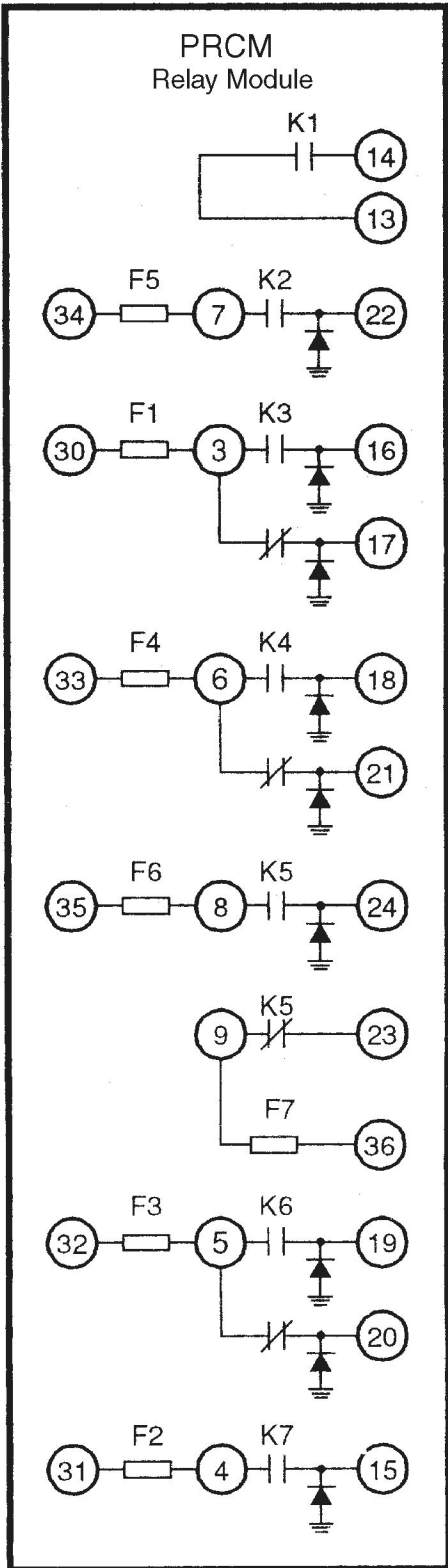 PRCM
Relay Module
K1
14
13
F5 K2
34 7 22
F1 K3
30 3 16
17
F4 K4
33 6 18
21
F6 K5
35 8 24
K5
9 23
F7
36
F3 K6
32 5 19
20
F2 K7
31 4 15